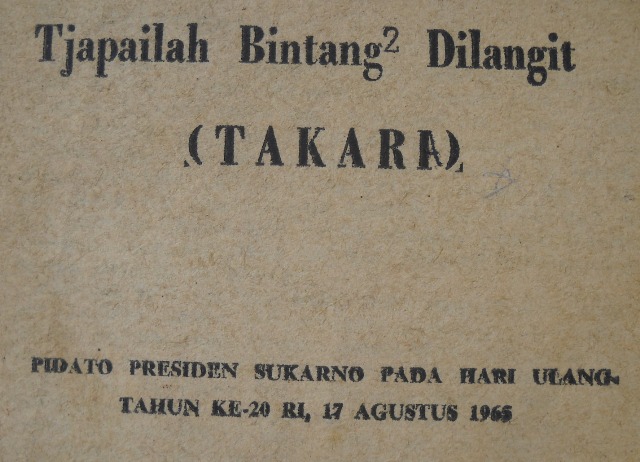 Tjapailah Bintang² Dilangit
(TAKARI)
PIDATO PRESIDEN SUKARNO PADA HARI ULANG-
TAHUN KE-20 RI, 17 AGUSTUS 1965